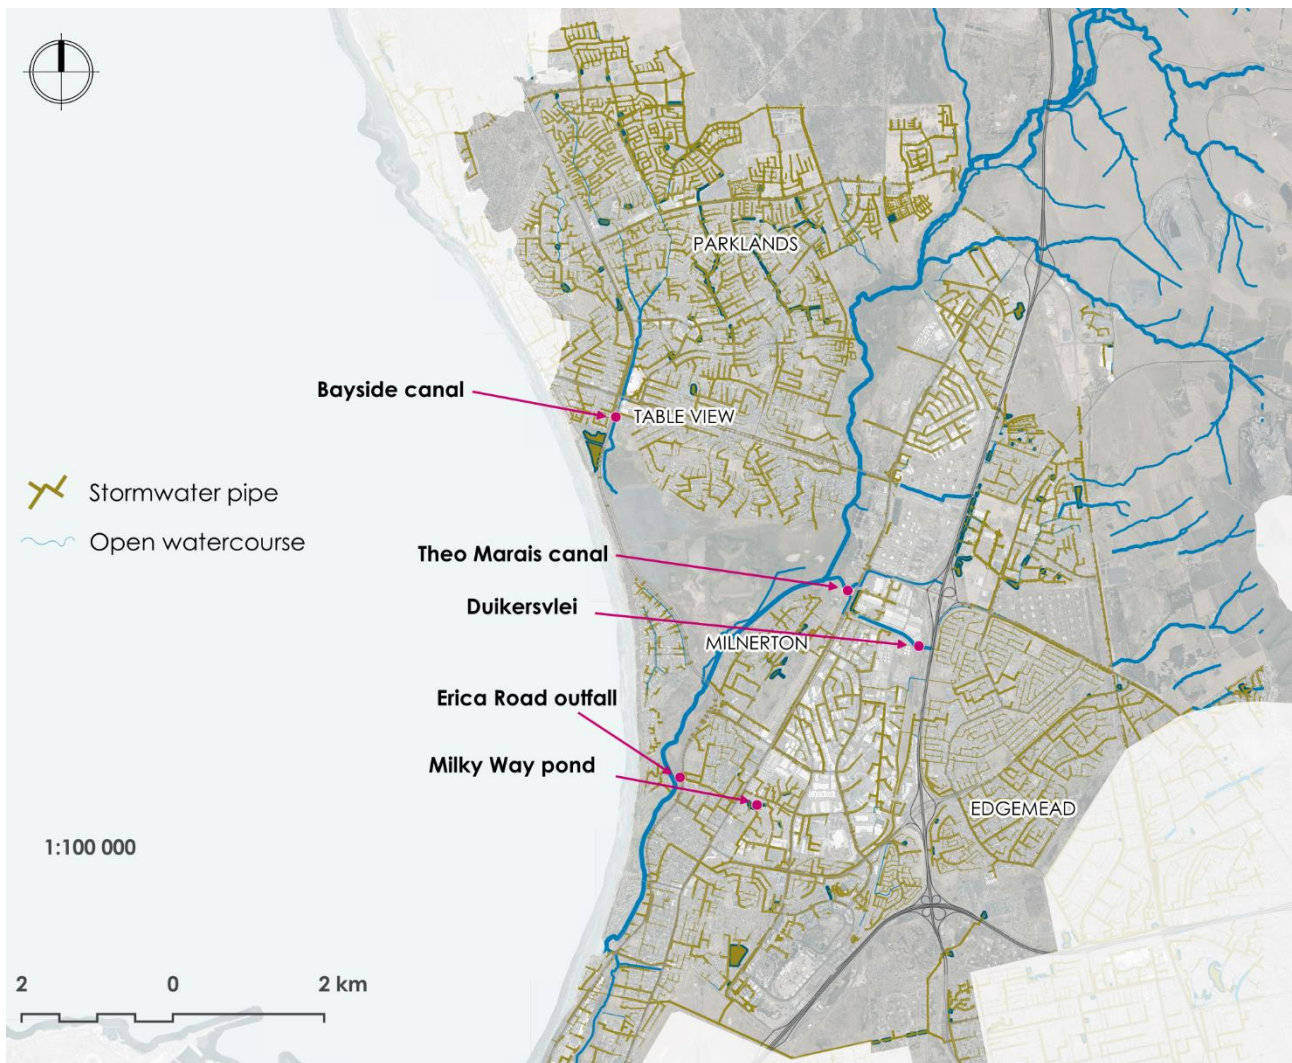 PARKLANDS
Bayside canal
TABLE VIEW
Stormwater pipe
Open watercourse
Theo Marais canal
Duikersvlei
MILNERTON
Erica Road outfall
Milky Way pond
EDGEMEAD
1:100 000
2 0 2 km